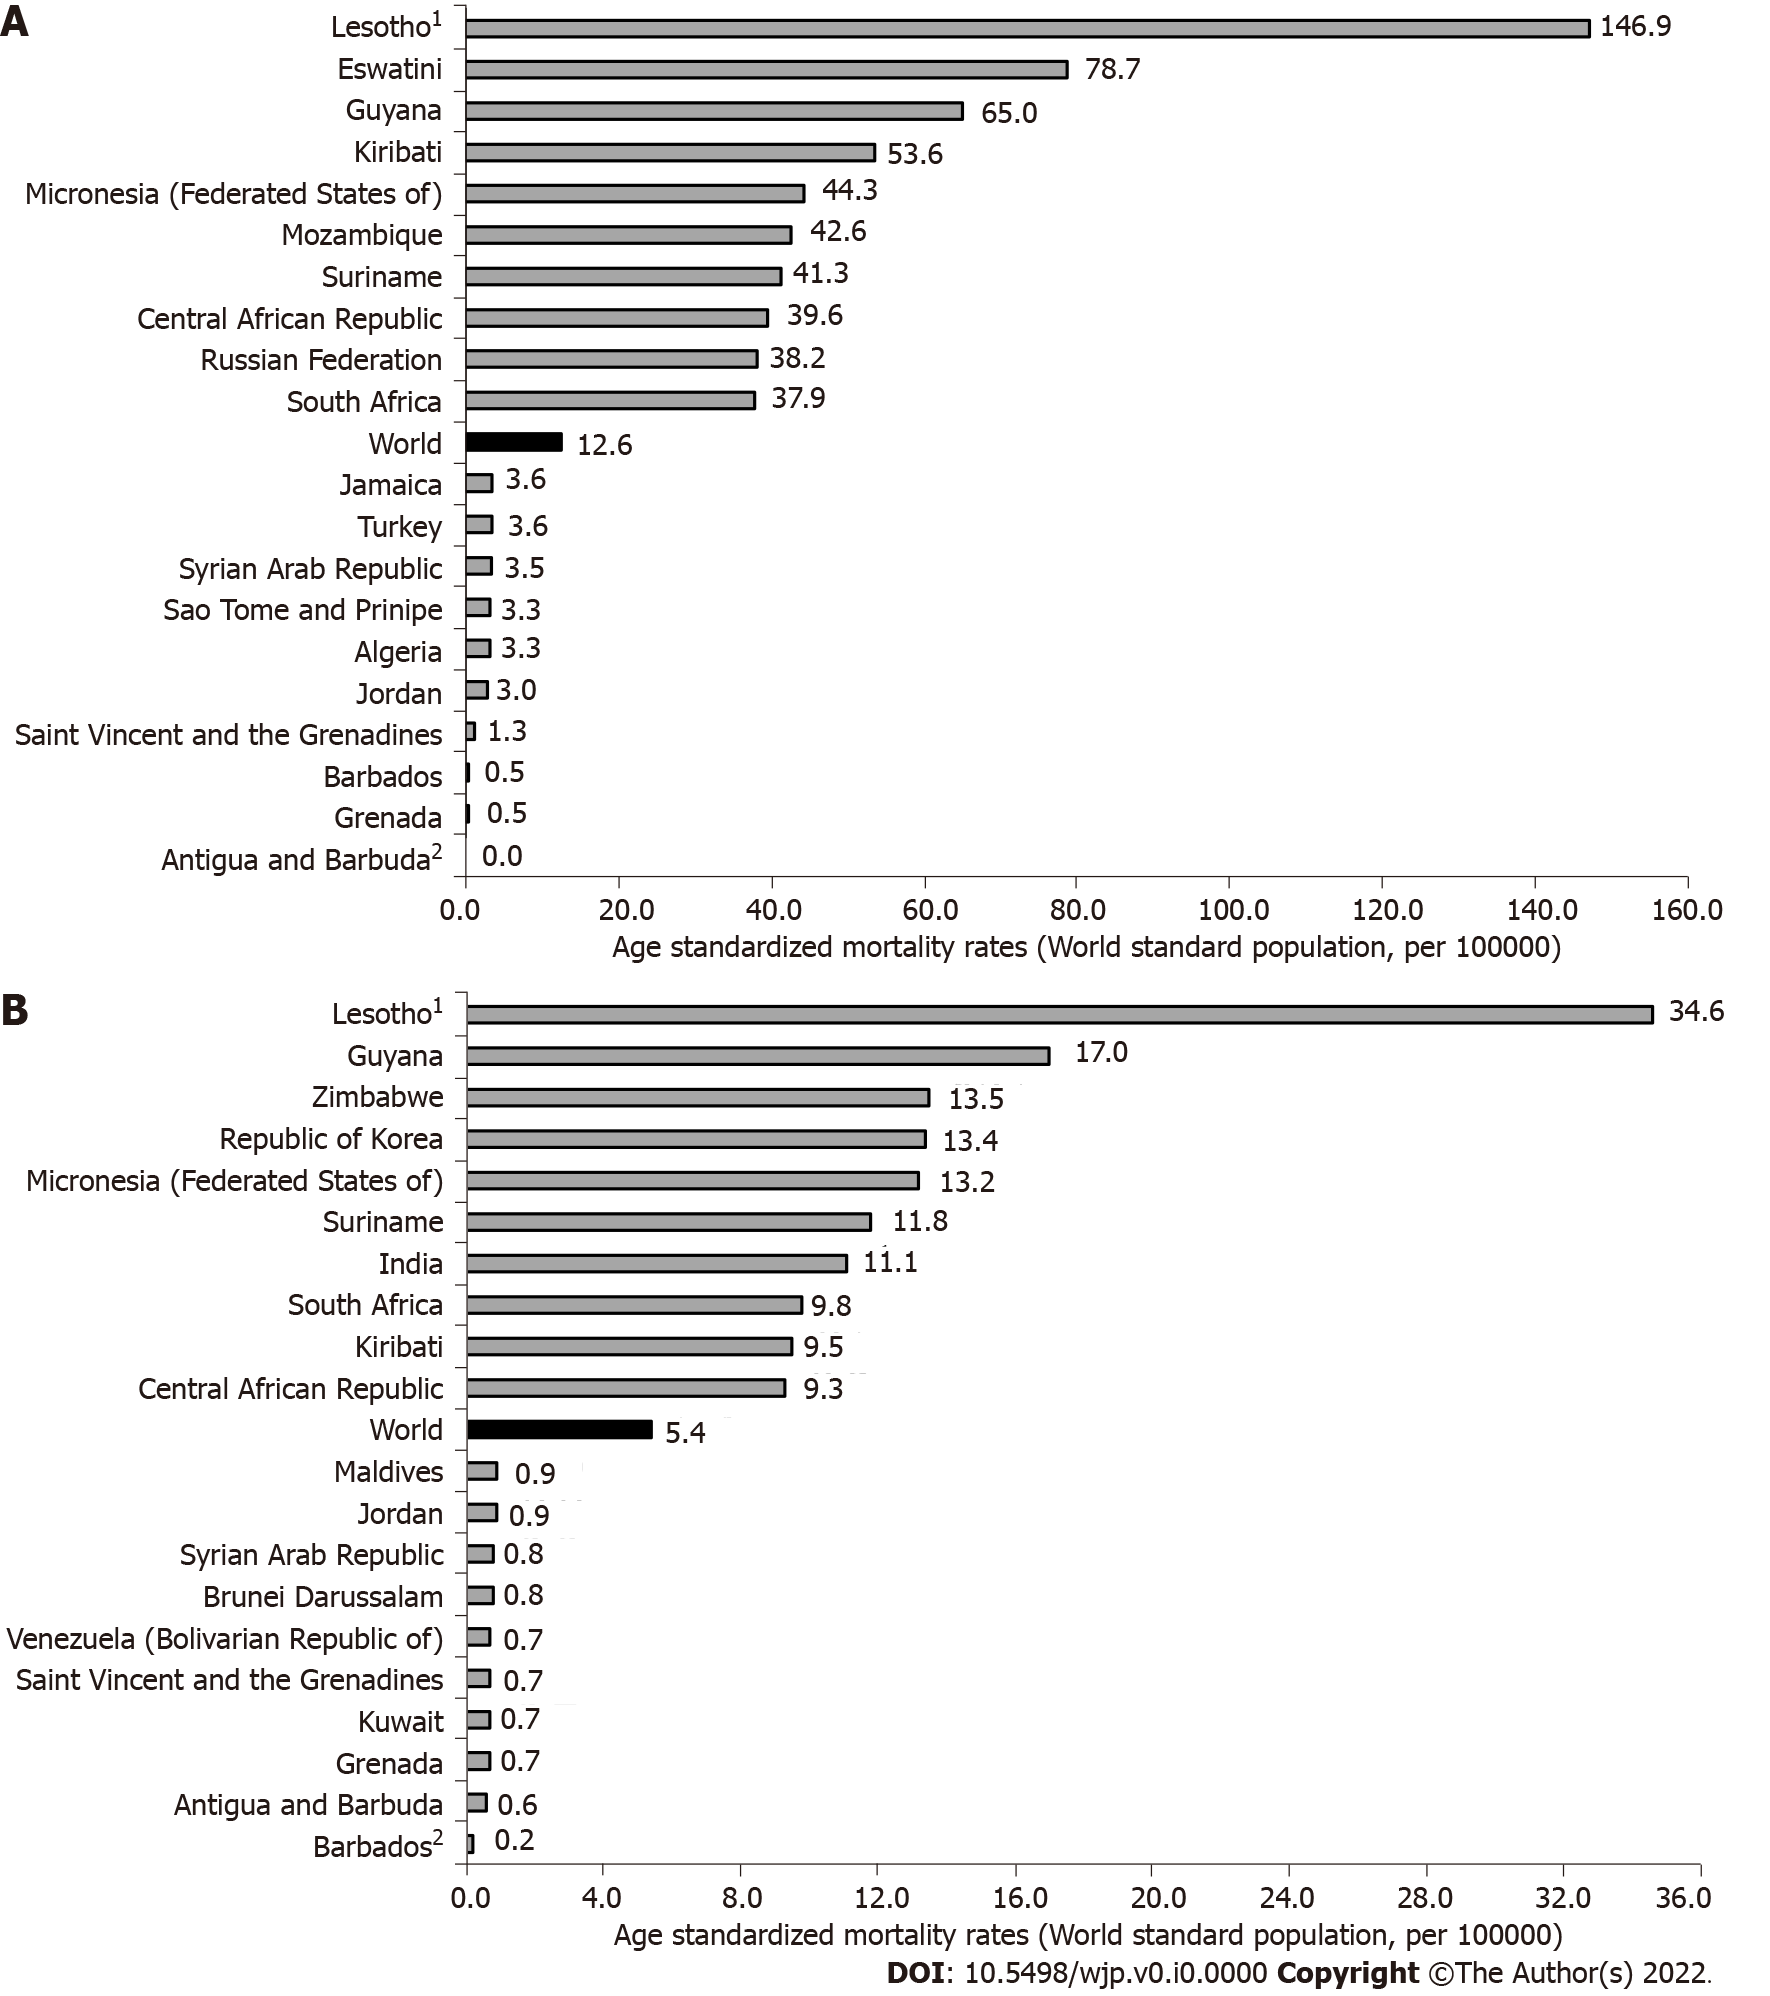 A
Lesotho¹ 146.9
Eswatini 78.7
Guyana 65.0
Kiribati 53.6
Micronesia (Federated States of) 44.3
Mozambique 42.6
Suriname 41.3
Central African Republic 39.6
Russian Federation 38.2
South Africa 37.9
World 12.6
Jamaica 3.6
Turkey 3.6
Syrian Arab Republic 3.5
Sao Tome and Prinipe 3.3
Algeria 3.3
Jordan 3.0
Saint Vincent and the Grenadines 1.3
Barbados 0.5
Grenada 0.5
Antigua and Barbuda² 0.0
0.0 20.0 40.0 60.0 80.0 100.0 120.0 140.0 160.0
Age standardized mortality rates (World standard population, per 100000)
B
Lesotho¹ 34.6
Guyana 17.0
Zimbabwe 13.5
Republic of Korea 13.4
Micronesia (Federated States of) 13.2
Suriname 11.8
India 11.1
South Africa 9.8
Kiribati 9.5
Central African Republic 9.3
World 5.4
Maldives 0.9
Jordan 0.9
Syrian Arab Republic 0.8
Brunei Darussalam 0.8
Venezuela (Bolivarian Republic of) 0.7
Saint Vincent and the Grenadines 0.7
Kuwait 0.7
Grenada 0.7
Antigua and Barbuda 0.6
Barbados² 0.2
0.0 4.0 8.0 12.0 16.0 20.0 24.0 28.0 32.0 36.0
Age standardized mortality rates (World standard population, per 100000)
DOI: 10.5498/wjp.v0.i0.0000 Copyright ©The Author(s) 2022.